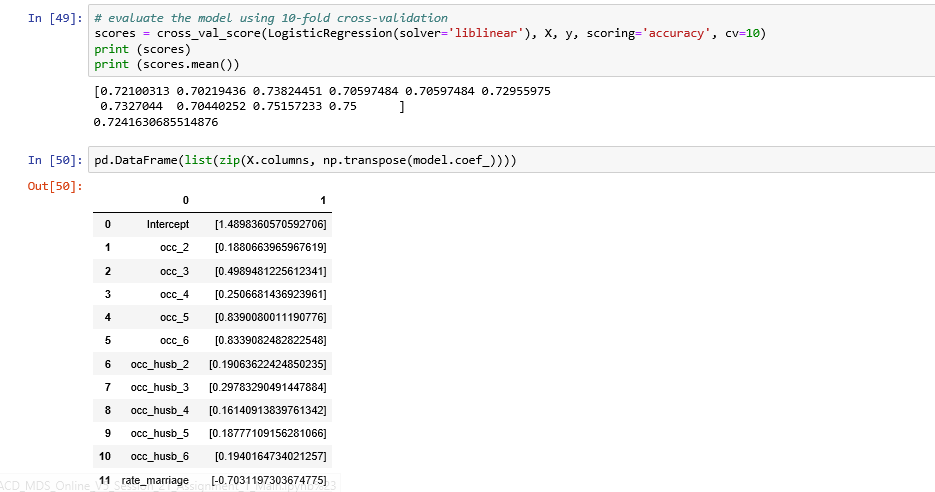 In [49]: # evaluate the model using 10-fold cross-validation
scores = cross_val_score(LogisticRegression(solver='liblinear'), X, y, scoring='accuracy', cv=10)
print (scores)
print (scores.mean())
[0.72100313 0.70219436 0.73824451 0.70597484 0.70597484 0.72955975
0.7327044 0.70440252 0.75157233 0.75 ]
0.7241630685514876
In [50]: pd.DataFrame(list(zip(X.columns, np.transpose(model.coef_))))
Out[50]:
0 1
0 Intercept [1.4898360570592706]
1 occ_2 [0.1880663965967619]
2 occ_3 [0.4989481225612341]
3 occ_4 [0.2506681436923961]
4 occ_5 [0.8390080011190776]
5 occ_6 [0.8339082482822548]
6 occ_husb_2 [0.19063622424850235]
7 occ_husb_3 [0.29783290491447884]
8 occ_husb_4 [0.16140913839761342]
9 occ_husb_5 [0.18777109156281066]
10 occ_husb_6 [0.1940164734021257]
11 rate_marriage [-0.7031197303674775]